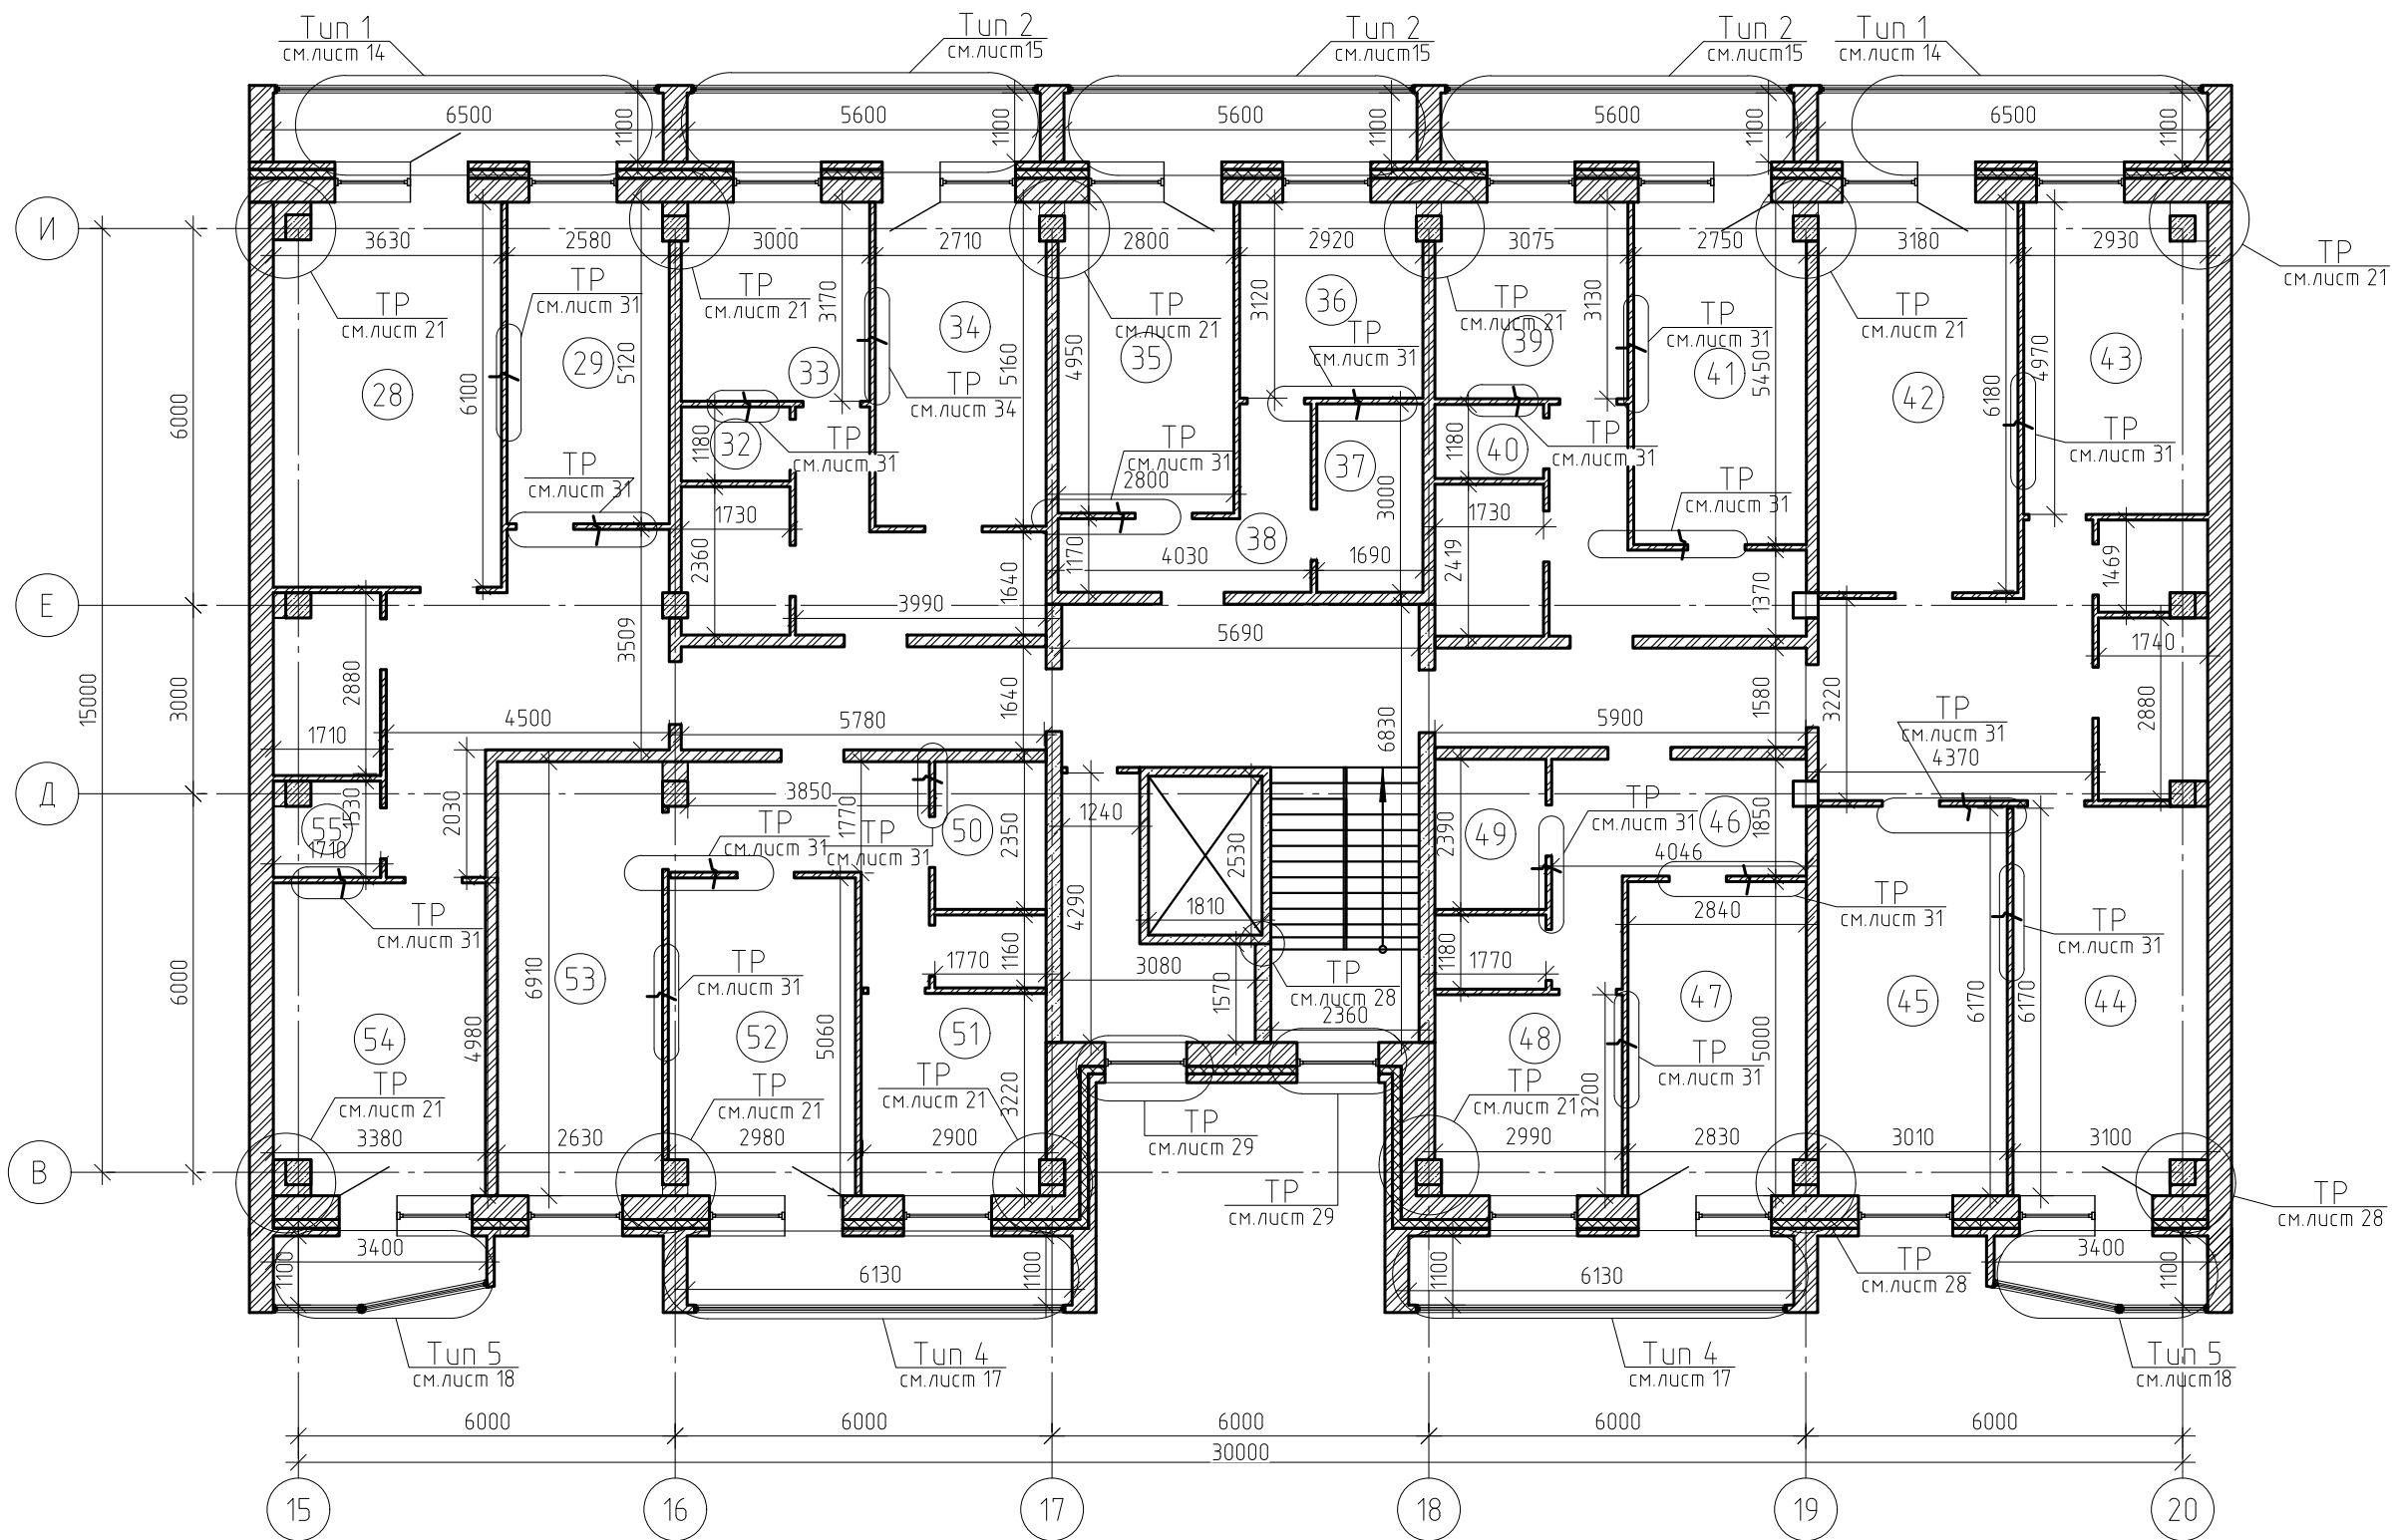 Тип 1
см.лист 14
Тип 2
см.лист15
Тип 2
см.лист15
Тип 2
см.лист15
Тип 1
см.лист 14
6500
1100
5600
1100
5600
1100
5600
1100
6500
1100
И
3630
2580
3000
2710
2800
2920
3075
2750
3180
2930
ТР
см.лист 21
ТР
см.лист 21
ТР
см.лист 31
ТР
см.лист 21
ТР
см.лист 21
ТР
см.лист 21
ТР
см.лист 21
ТР
см.лист 31
ТР
см.лист 31
3170
3120
3130
4970
28
29
33
34
35
36
39
41
42
43
6100
5120
5160
4950
5450
6180
ТР
см.лист 34
6000
32
1180
ТР
см.лист 31
ТР
см.лист 31
37
40
1180
ТР
см.лист 31
ТР
см.лист 31
ТР
см.лист 31
ТР
см.лист 31
2800
3000
1730
2360
38
1170
4030
1690
1730
2419
1469
Е
3990
1640
5690
1370
1740
15000
3000
2880
3509
1710
4500
5780
1640
6830
5900
1580
3220
ТР
см.лист 31
4370
2880
Д
1530
55
1710
2030
3850
1770
ТР
см.лист 31
ТР
см.лист 31
50
2350
1240
2530
2390
49
ТР
см.лист 31
46
1850
4046
ТР
см.лист 31
4290
1810
2840
ТР
см.лист 31
ТР
см.лист 31
6000
6910
53
ТР
см.лист 31
1770
1160
3080
1570
ТР
см.лист 28
2360
1180
1770
47
45
6170
6170
44
54
4980
52
5060
51
48
5000
ТР
см.лист 31
ТР
см.лист 21
ТР
см.лист 21
ТР
см.лист 21
3220
ТР
см.лист 21
3200
ТР
см.лист 29
3380
2630
2980
2900
2990
2830
3010
3100
В
ТР
см.лист 29
ТР
см.лист 28
3400
1100
6130
1100
1100
6130
ТР
см.лист 28
3400
1100
Тип 5
см.лист 18
Тип 4
см.лист 17
Тип 4
см.лист 17
Тип 5
см.лист18
6000
6000
6000
6000
6000
30000
15
16
17
18
19
20